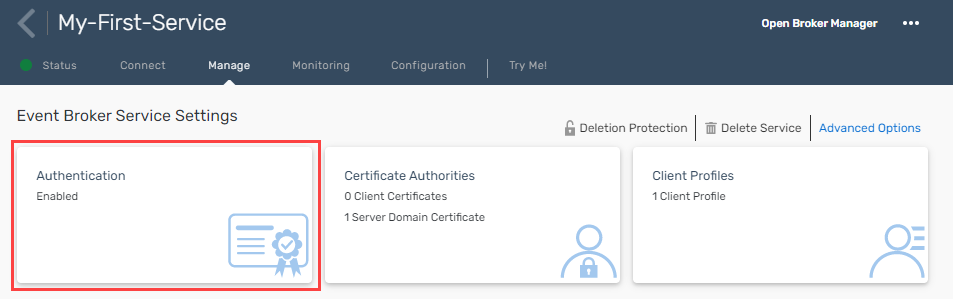 My-First-Service
Open Broker Manager
Status Connect Manage Monitoring Configuration Try Me!
Event Broker Service Settings
Deletion Protection Delete Service Advanced Options
Authentication
Enabled
Certificate Authorities
0 Client Certificates
1 Server Domain Certificate
Client Profiles
1 Client Profile